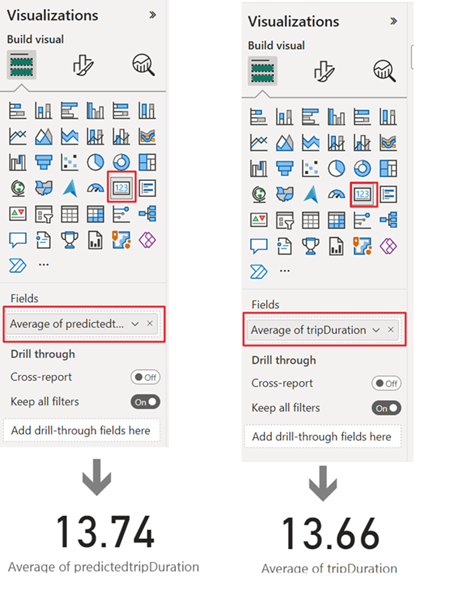 Visualizations »
Build visual
123
...
Fields
Average of predictedt...
Drill through
Cross-report Off
Keep all filters On
Add drill-through fields here
13.74
Average of predictedtripDuration
Visualizations »
Build visual
123
...
Fields
Average of tripDuration
Drill through
Cross-report Off
Keep all filters On
Add drill-through fields here
13.66
Average of tripDuration